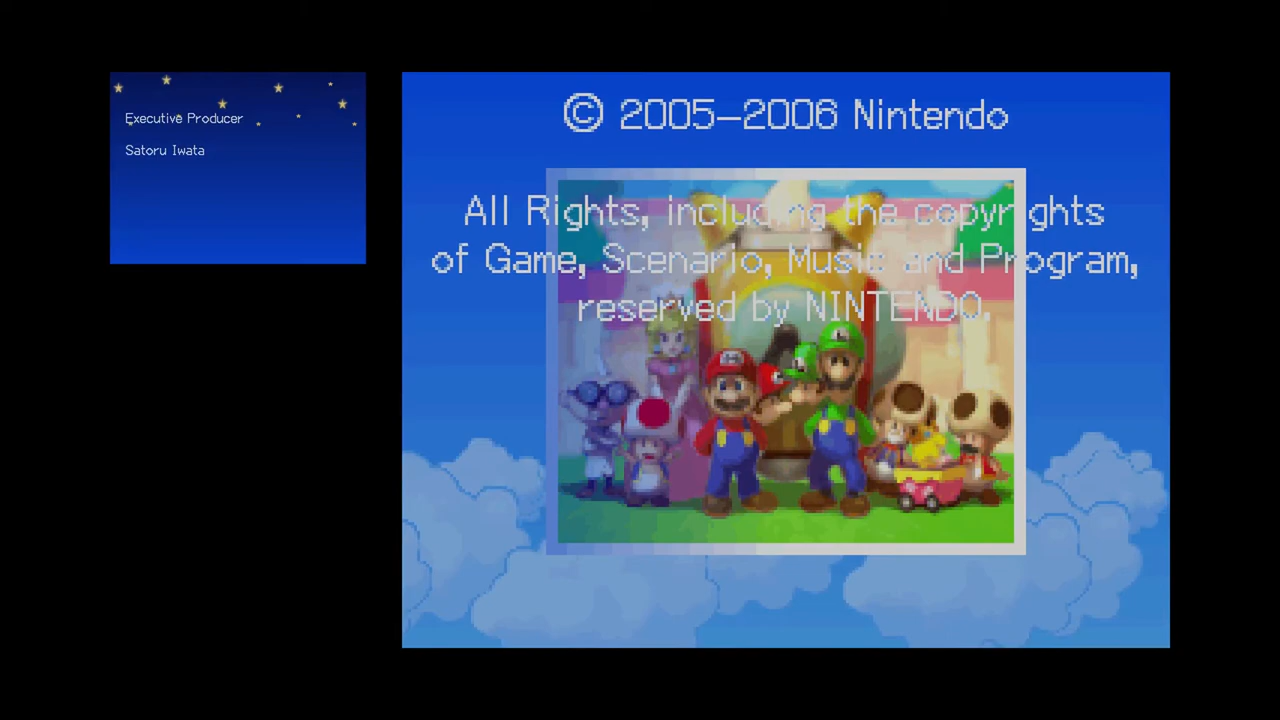 Executive Producer
Satoru Iwata
© 2005–2006 Nintendo
All Rights, including the copyrights
of Game, Scenario, Music and Program,
reserved by NINTENDO.